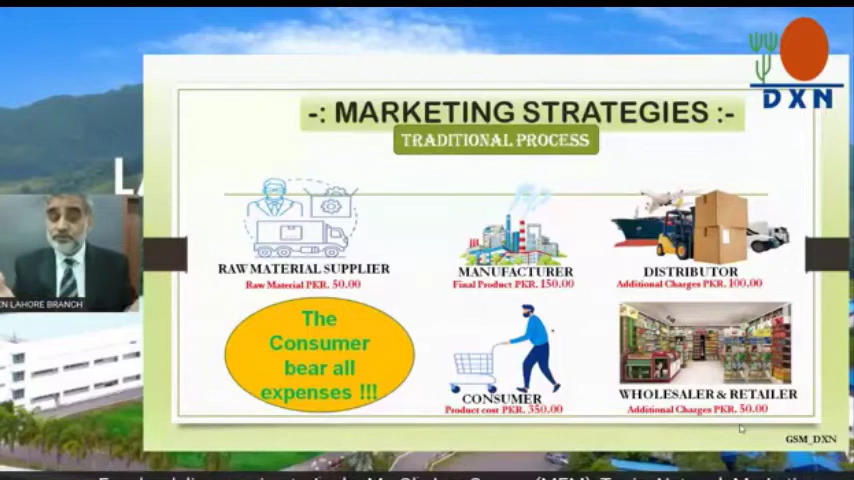 DXN
-: MARKETING STRATEGIES :-
TRADITIONAL PROCESS
RAW MATERIAL SUPPLIER
Raw Material PKR. 50.00
MANUFACTURER
Final Product PKR. 150.00
DISTRIBUTOR
Additional Charges PKR. 100.00
The
Consumer
bear all
expenses !!!
CONSUMER
Product cost PKR. 350.00
WHOLESALER & RETAILER
Additional Charges PKR. 50.00
LAHORE BRANCH
GSM_DXN